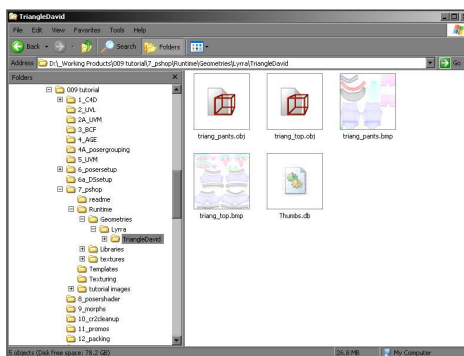 TriangleDavid
File Edit View Favorites Tools Help
Back Search Folders
Address D:\_Working Products\009 tutorial\7_pshop\Runtime\Geometries\Lyrra\TriangleDavid Go
Folders
009 tutorial
1_C4D
2_UVL
2A_UVM
3_BCF
4_AGE
4A_posergrouping
5_UVM
6_posersetup
6a_DSsetup
7_pshop
readme
Runtime
Geometries
Lyrra
TriangleDavid
Libraries
textures
Templates
Texturing
tutorial images
8_posershader
9_morphs
10_cr2cleanup
11_promos
12_packing
triang_pants.obj
triang_top.obj
triang_pants.bmp
triang_top.bmp
Thumbs.db
5 objects (Disk free space: 78.2 GB) 26.8 MB My Computer